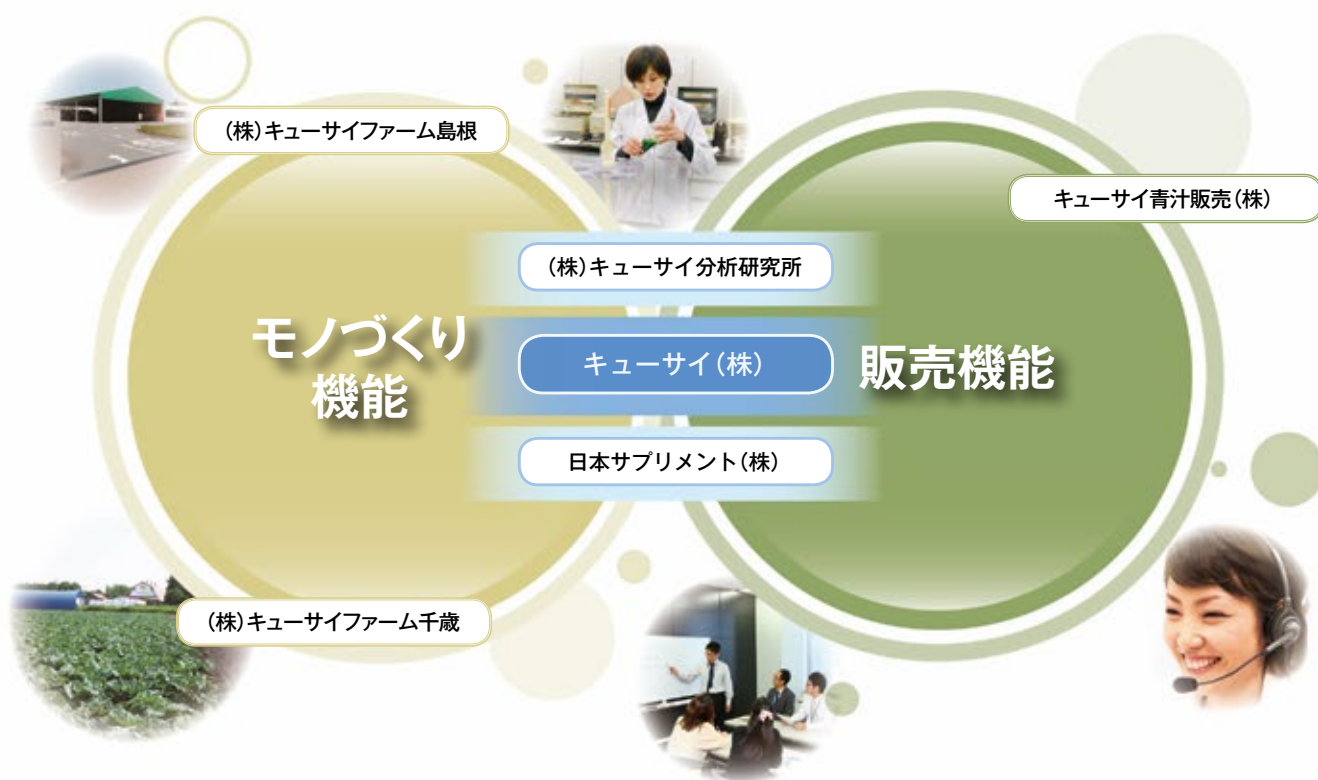 (株)キューサイファーム島根
キューサイ青汁販売(株)
(株)キューサイ分析研究所
モノづくり
機能
キューサイ(株)
販売機能
日本サプリメント(株)
(株)キューサイファーム千歳